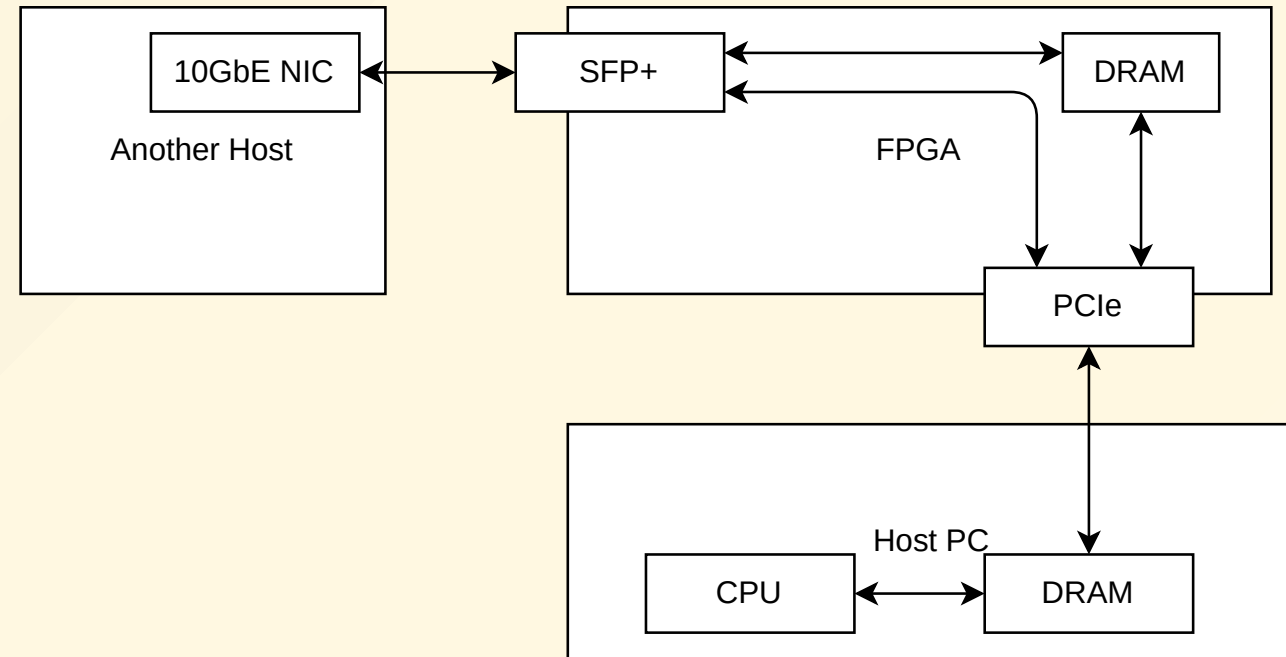 10GbE NIC
Another Host
SFP+
DRAM
FPGA
PCIe
Host PC
CPU
DRAM